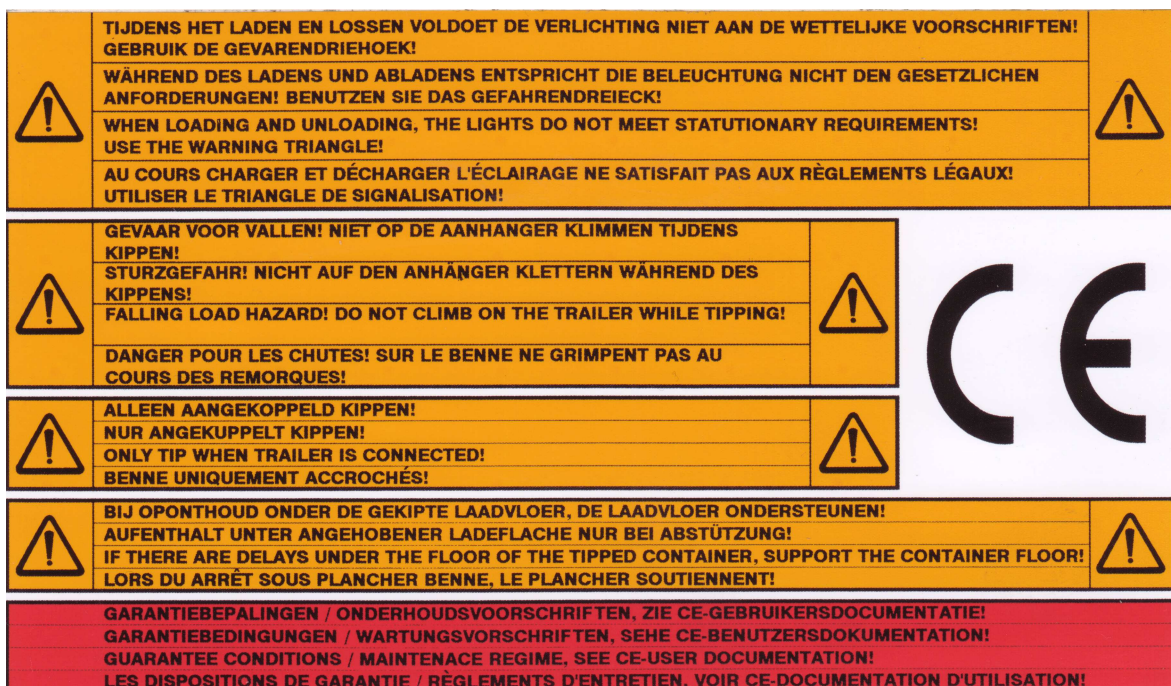 TIJDENS HET LADEN EN LOSSEN VOLDOET DE VERLICHTING NIET AAN DE WETTELIJKE VOORSCHRIFTEN!
GEBRUIK DE GEVARENDRIEHOEK!
WÄHREND DES LADENS UND ABLADENS ENTSPRICHT DIE BELEUCHTUNG NICHT DEN GESETZLICHEN
ANFORDERUNGEN! BENUTZEN SIE DAS GEFAHRENDREIECK!
WHEN LOADING AND UNLOADING, THE LIGHTS DO NOT MEET STATUTIONARY REQUIREMENTS!
USE THE WARNING TRIANGLE!
AU COURS CHARGER ET DÉCHARGER L'ÉCLAIRAGE NE SATISFAIT PAS AUX RÈGLEMENTS LÉGAUX!
UTILISER LE TRIANGLE DE SIGNALISATION!
GEVAAR VOOR VALLEN! NIET OP DE AANHANGER KLIMMEN TIJDENS
KIPPEN!
STURZGEFAHR! NICHT AUF DEN ANHÄNGER KLETTERN WÄHREND DES
KIPPENS!
FALLING LOAD HAZARD! DO NOT CLIMB ON THE TRAILER WHILE TIPPING!
DANGER POUR LES CHUTES! SUR LE BENNE NE GRIMPENT PAS AU
COURS DES REMORQUES!
CE
ALLEEN AANGEKOPPELD KIPPEN!
NUR ANGEKUPPELT KIPPEN!
ONLY TIP WHEN TRAILER IS CONNECTED!
BENNE UNIQUEMENT ACCROCHÉS!
BIJ OPONTHOUD ONDER DE GEKIPTE LAADVLOER, DE LAADVLOER ONDERSTEUNEN!
AUFENTHALT UNTER ANGEHOBENER LADEFLACHE NUR BEI ABSTÜTZUNG!
IF THERE ARE DELAYS UNDER THE FLOOR OF THE TIPPED CONTAINER, SUPPORT THE CONTAINER FLOOR!
LORS DU ARRÊT SOUS PLANCHER BENNE, LE PLANCHER SOUTIENNENT!
GARANTIEBEPALINGEN / ONDERHOUDSVOORSCHRIFTEN, ZIE CE-GEBRUIKERSDOCUMENTATIE!
GARANTIEBEDINGUNGEN / WARTUNGSVORSCHRIFTEN, SEHE CE-BENUTZERSDOKUMENTATION!
GUARANTEE CONDITIONS / MAINTENACE REGIME, SEE CE-USER DOCUMENTATION!
LES DISPOSITIONS DE GARANTIE / RÈGLEMENTS D'ENTRETIEN, VOIR CE-DOCUMENTATION D'UTILISATION!